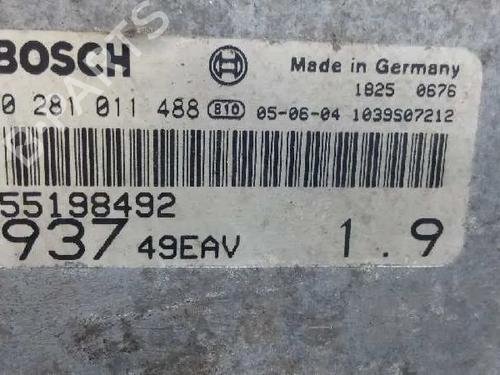 BOSCH
Made in Germany
1825 0676
0 281 011 488 810 05-06-04 1039S07212
55198492
937 49EAV 1.9